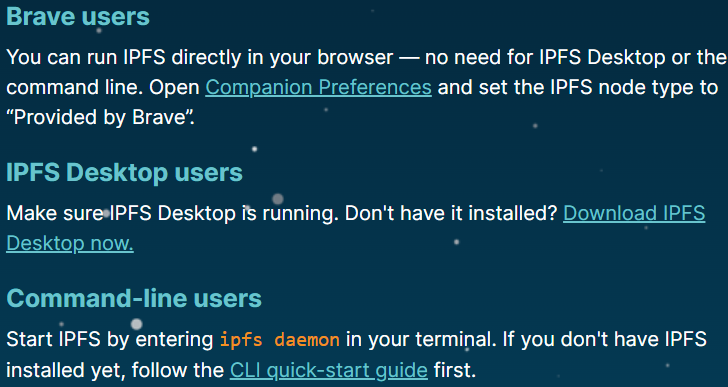 Brave users
You can run IPFS directly in your browser — no need for IPFS Desktop or the
command line. Open Companion Preferences and set the IPFS node type to
“Provided by Brave”.
IPFS Desktop users
Make sure IPFS Desktop is running. Don't have it installed? Download IPFS
Desktop now.
Command-line users
Start IPFS by entering ipfs daemon in your terminal. If you don't have IPFS
installed yet, follow the CLI quick-start guide first.